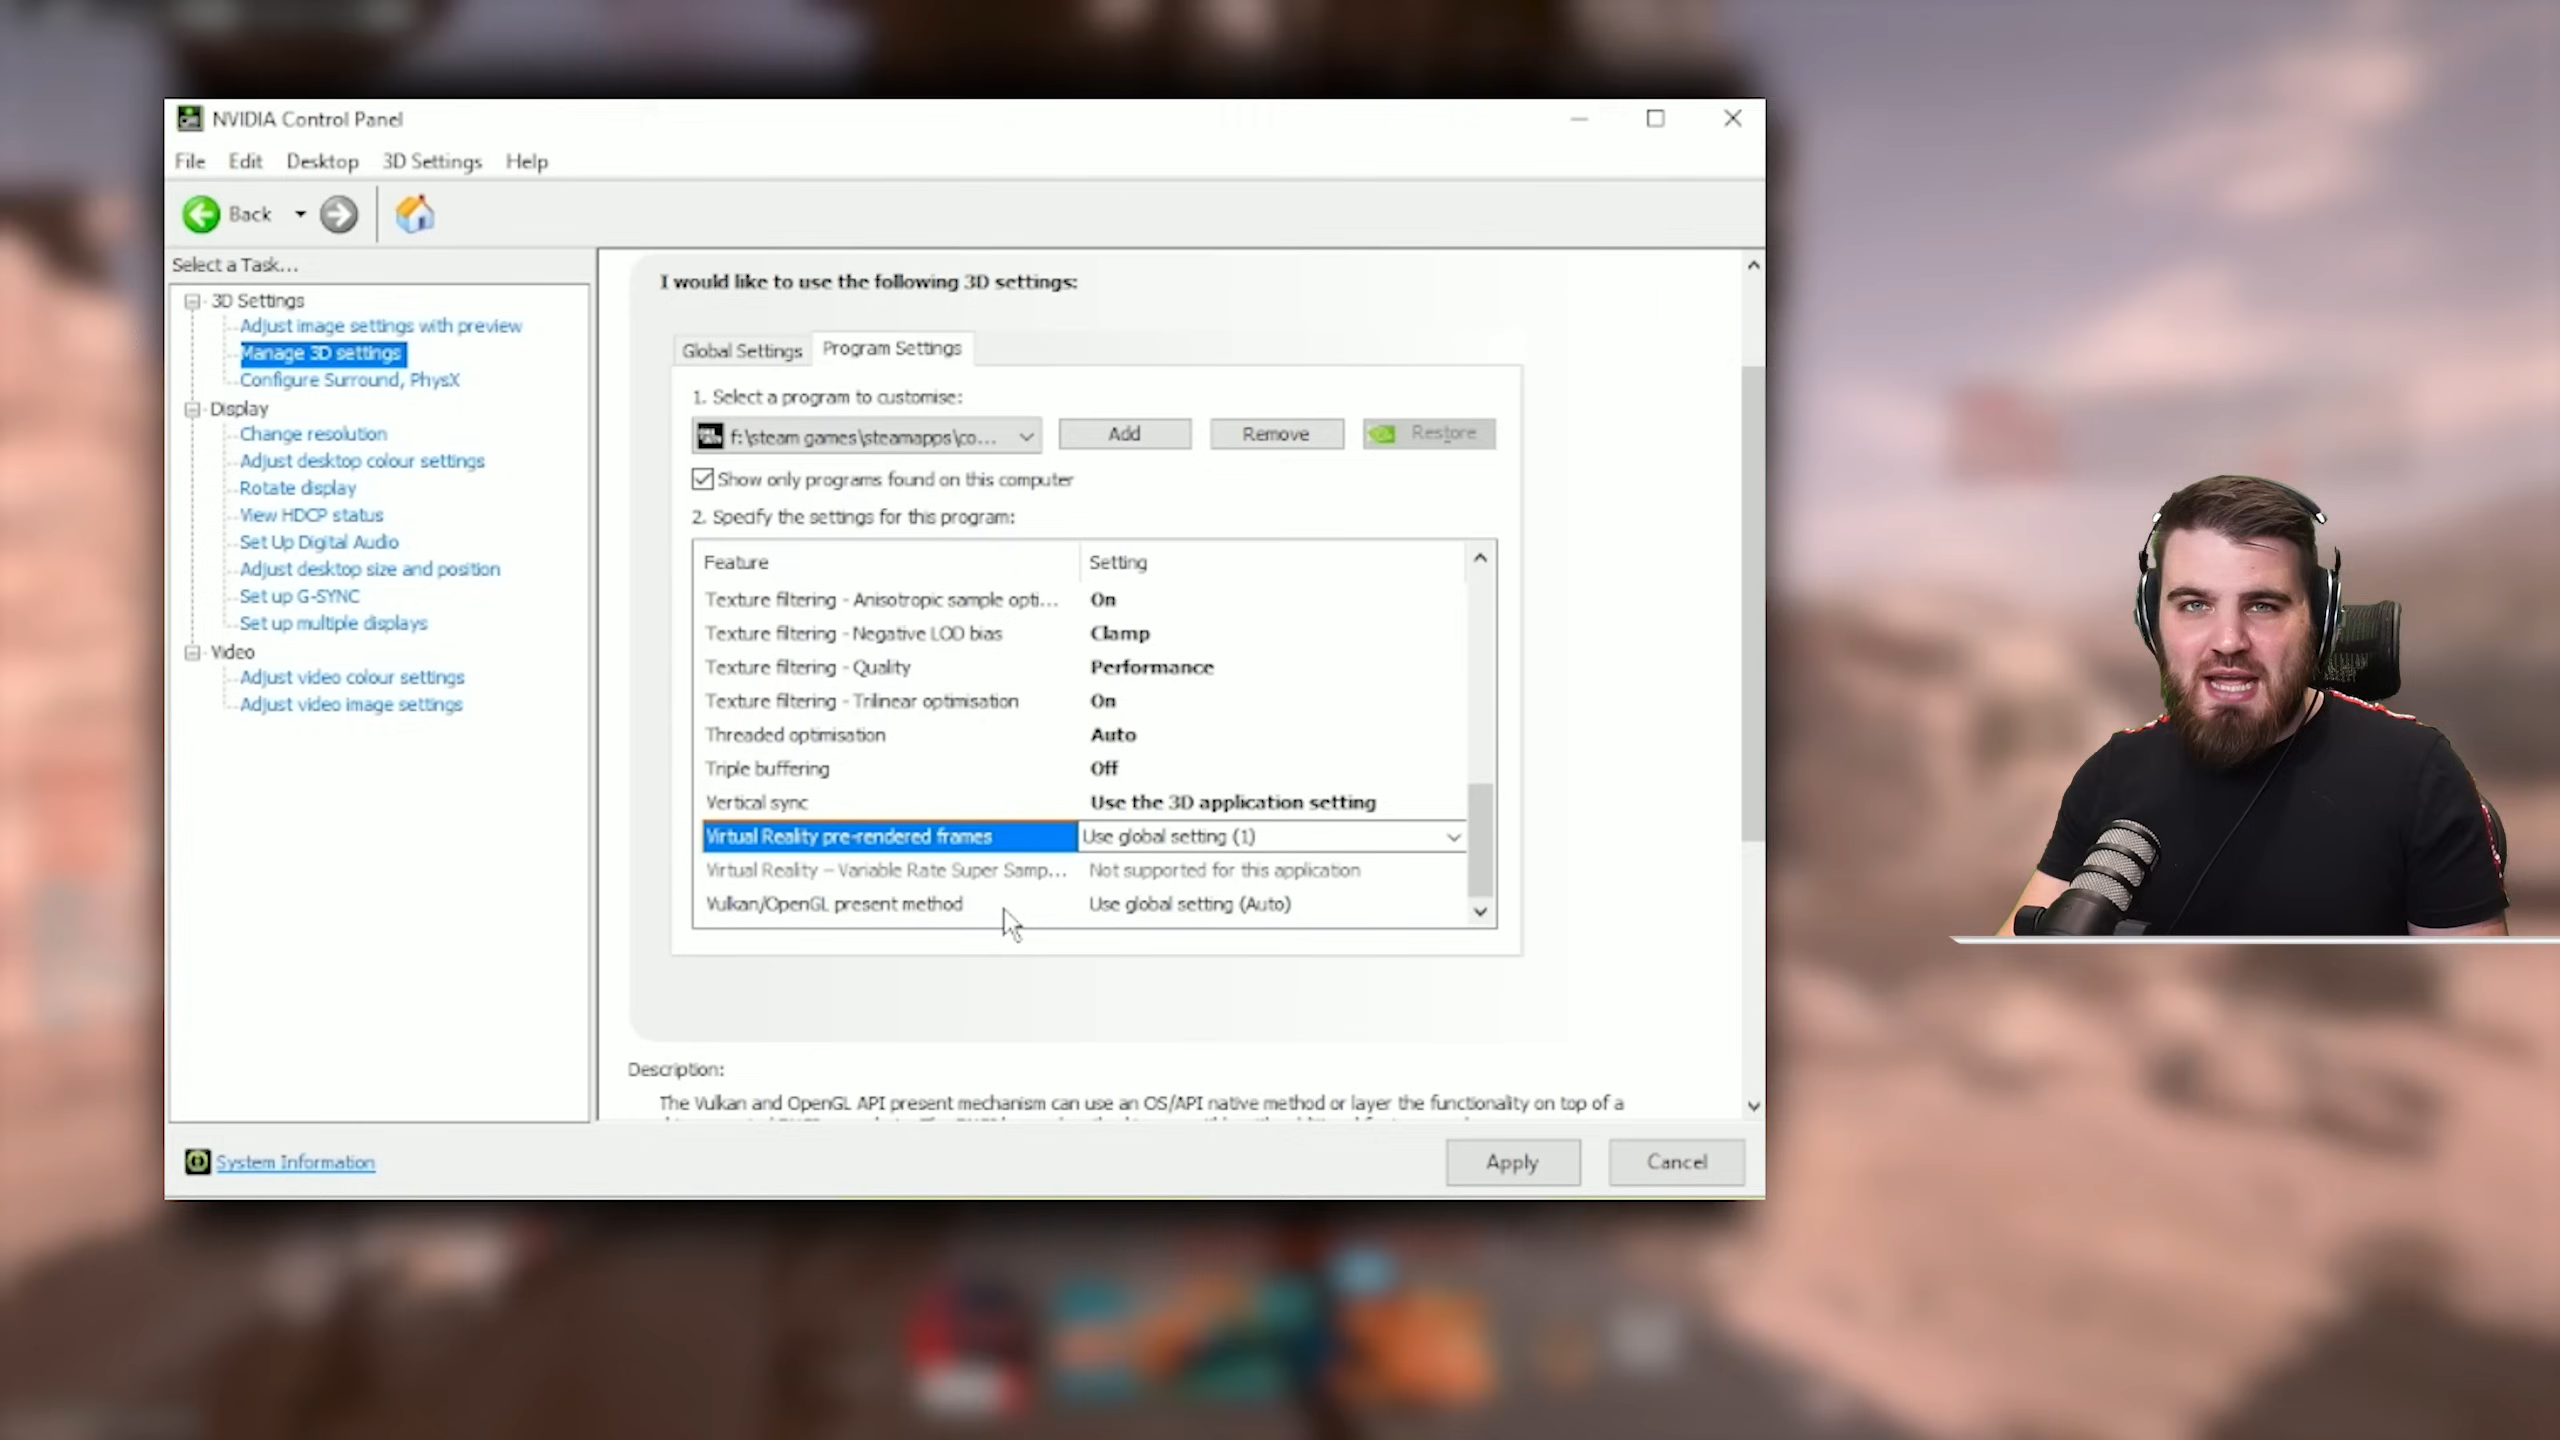 NVIDIA Control Panel
File Edit Desktop 3D Settings Help
Back
Select a Task...
3D Settings
Adjust image settings with preview
Manage 3D settings
Configure Surround, PhysX
Display
Change resolution
Adjust desktop colour settings
Rotate display
View HDCP status
Set Up Digital Audio
Adjust desktop size and position
Set up G-SYNC
Set up multiple displays
Video
Adjust video colour settings
Adjust video image settings
System Information
I would like to use the following 3D settings:
Global Settings Program Settings
1. Select a program to customise:
f:\steam games\steamapps\co... Add Remove Restore
Show only programs found on this computer
2. Specify the settings for this program:
Feature Setting
Texture filtering - Anisotropic sample opti... On
Texture filtering - Negative LOD bias Clamp
Texture filtering - Quality Performance
Texture filtering - Trilinear optimisation On
Threaded optimisation Auto
Triple buffering Off
Vertical sync Use the 3D application setting
Virtual Reality pre-rendered frames Use global setting (1)
Virtual Reality – Variable Rate Super Samp... Not supported for this application
Vulkan/OpenGL present method Use global setting (Auto)
Description:
The Vulkan and OpenGL API present mechanism can use an OS/API native method or layer the functionality on top of a
Apply Cancel